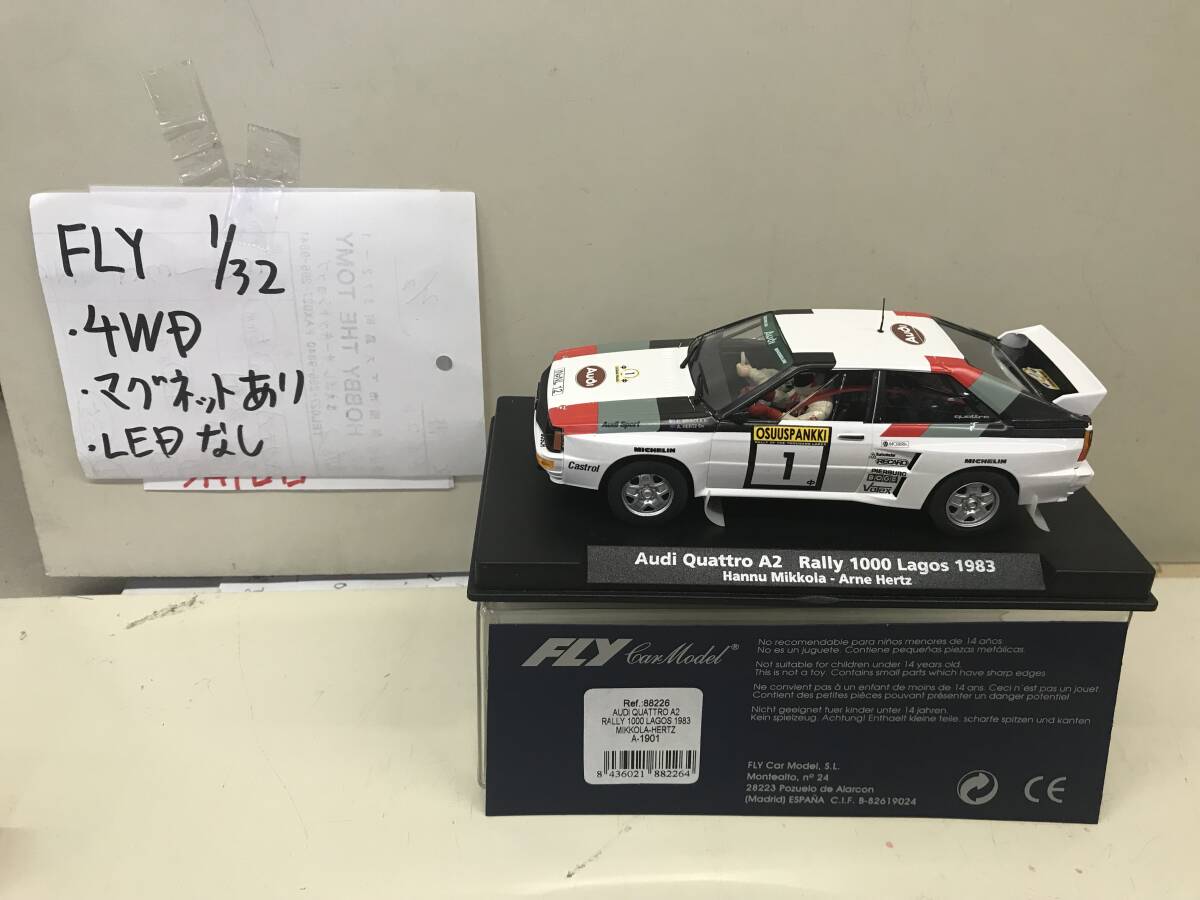 FLY 1/32
・4WD
・マグネットあり
・LEDなし
HOBBY THE TOMY
Audi
Audi
Audi
Audi Sport
quattro
MICHELIN
Castrol
OSUUSPANKKI
1
RECARO
PIERBURG
BOGE
Valex
MICHELIN
Audi Quattro A2 Rally 1000 Lagos 1983
Hannu Mikkola - Arne Hertz
FLY Car Model®
Ref.:88226
AUDI QUATTRO A2
RALLY 1000 LAGOS 1983
MIKKOLA-HERTZ
A-1901
8 436021 882264
No recomendable para niños menores de 14 años
No es un juguete. Contiene pequeñas piezas metálicas.
Not suitable for children under 14 years old.
This is not a toy. Contains small parts which have sharp edges
Ne convient pas à un enfant de moins de 14 ans. Ceci n'est pas un jouet
Contient des petites pièces pouvant présenter un danger potentiel
Nicht geeignet fuer kinder unter 14 jahren.
Kein spielzeug. Achtung! Enthaelt kleine teile, scharfe spitzen und kanten
FLY Car Model, S.L.
Montealto, nº 24
28223 Pozuelo de Alarcon
(Madrid) ESPAÑA C.I.F. B-82619024
CE